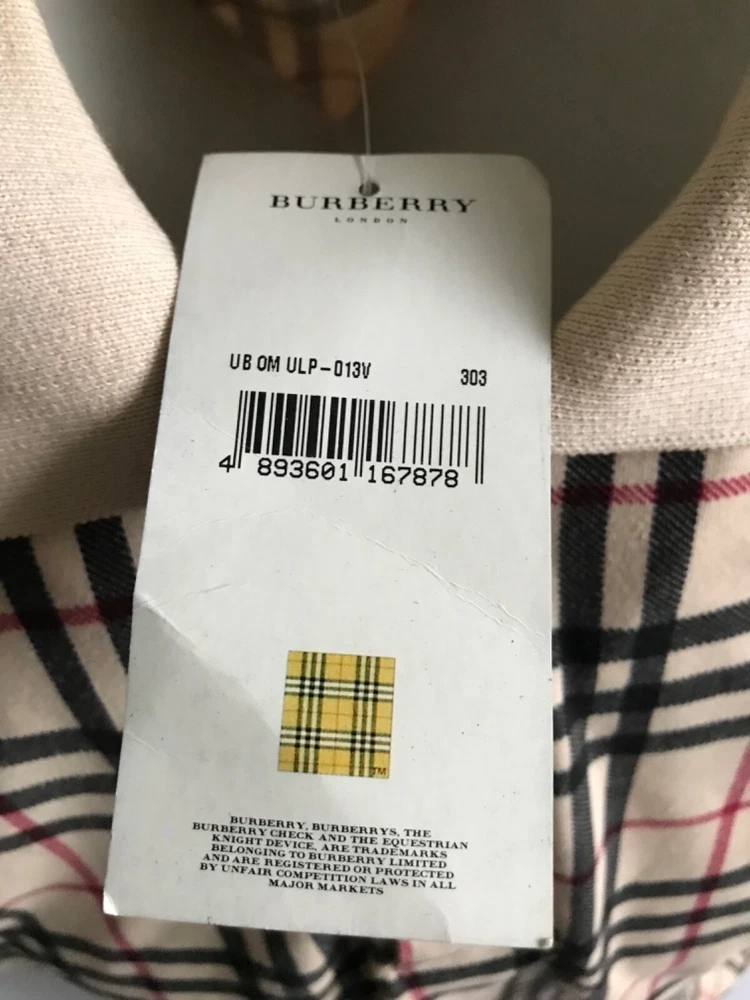 BURBERRY
LONDON
UB OM ULP-013V 303
4 893601 167878
TM
BURBERRY, BURBERRYS, THE
BURBERRY CHECK AND THE EQUESTRIAN
KNIGHT DEVICE, ARE TRADEMARKS
BELONGING TO BURBERRY LIMITED
AND ARE REGISTERED OR PROTECTED
BY UNFAIR COMPETITION LAWS IN ALL
MAJOR MARKETS